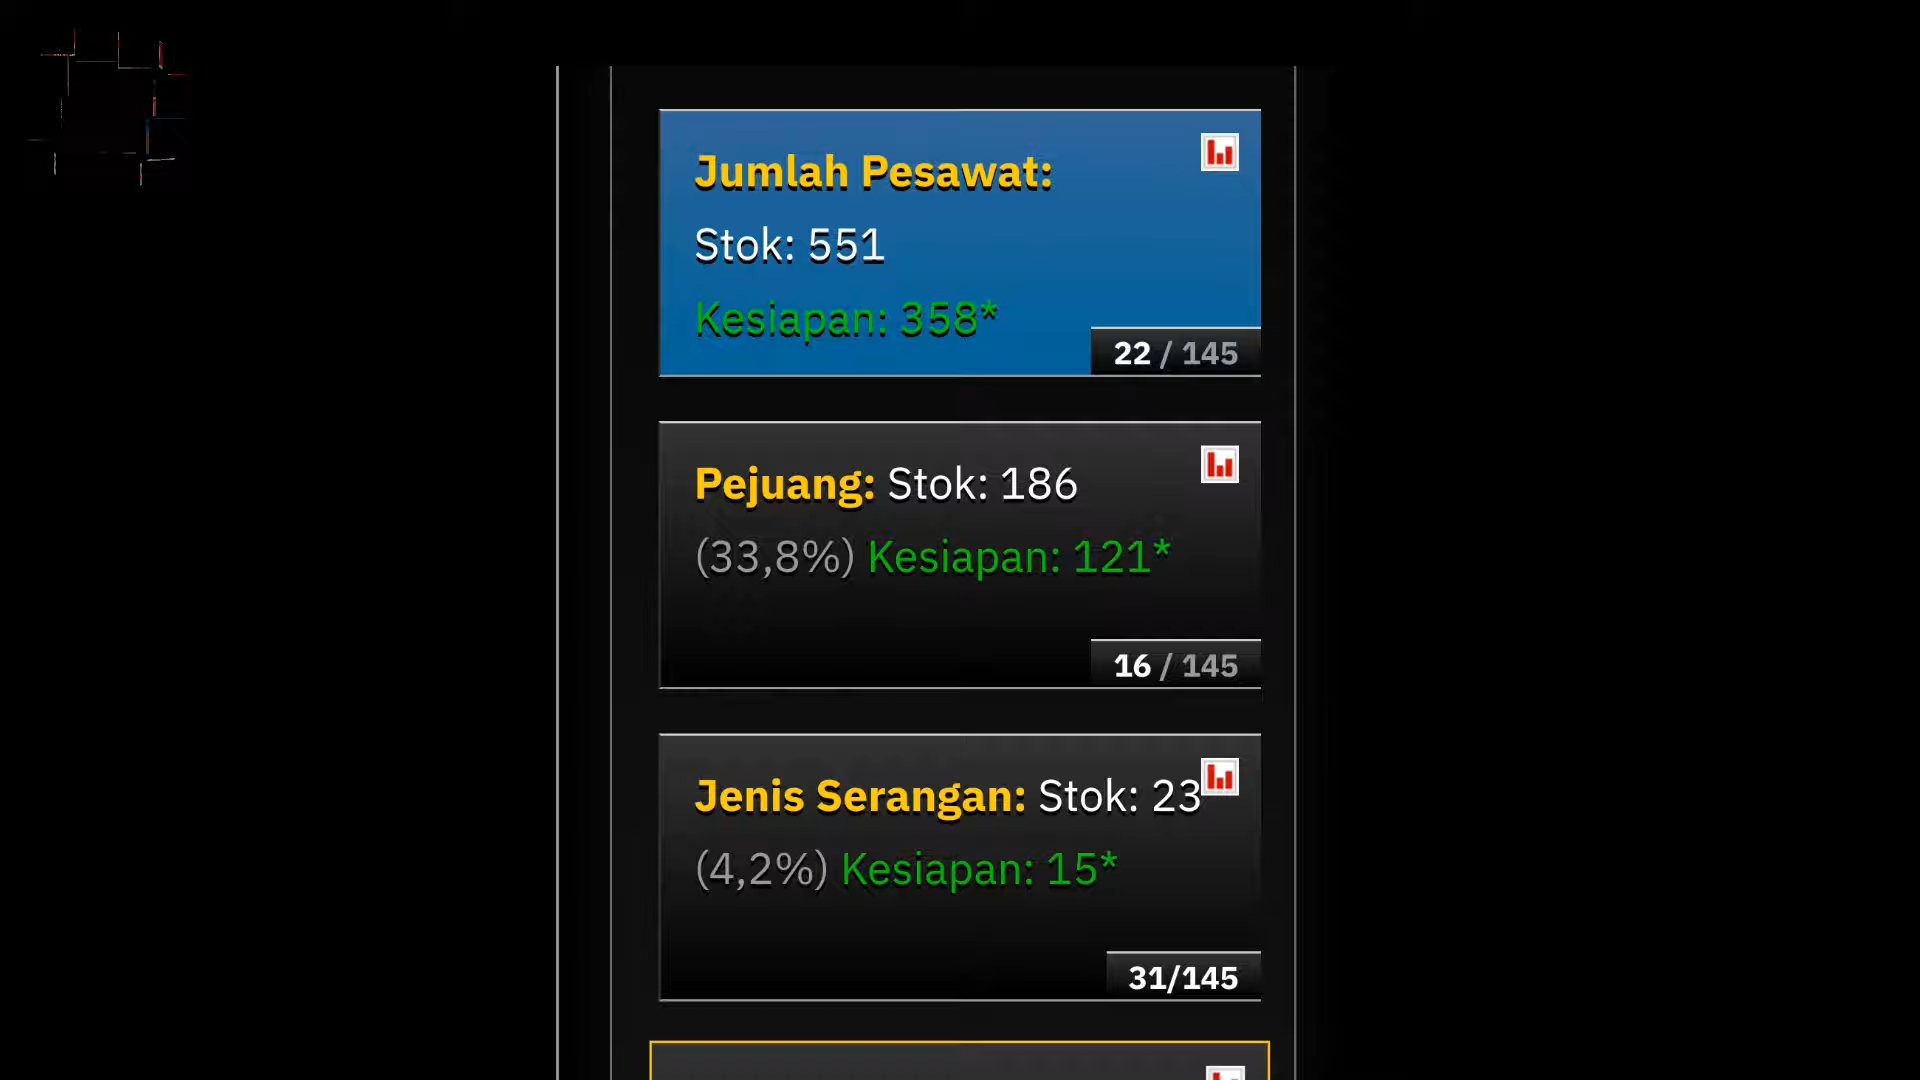 Jumlah Pesawat:
Stok: 551
Kesiapan: 358*
22 / 145
Pejuang: Stok: 186
(33,8%) Kesiapan: 121*
16 / 145
Jenis Serangan: Stok: 23
(4,2%) Kesiapan: 15*
31/145